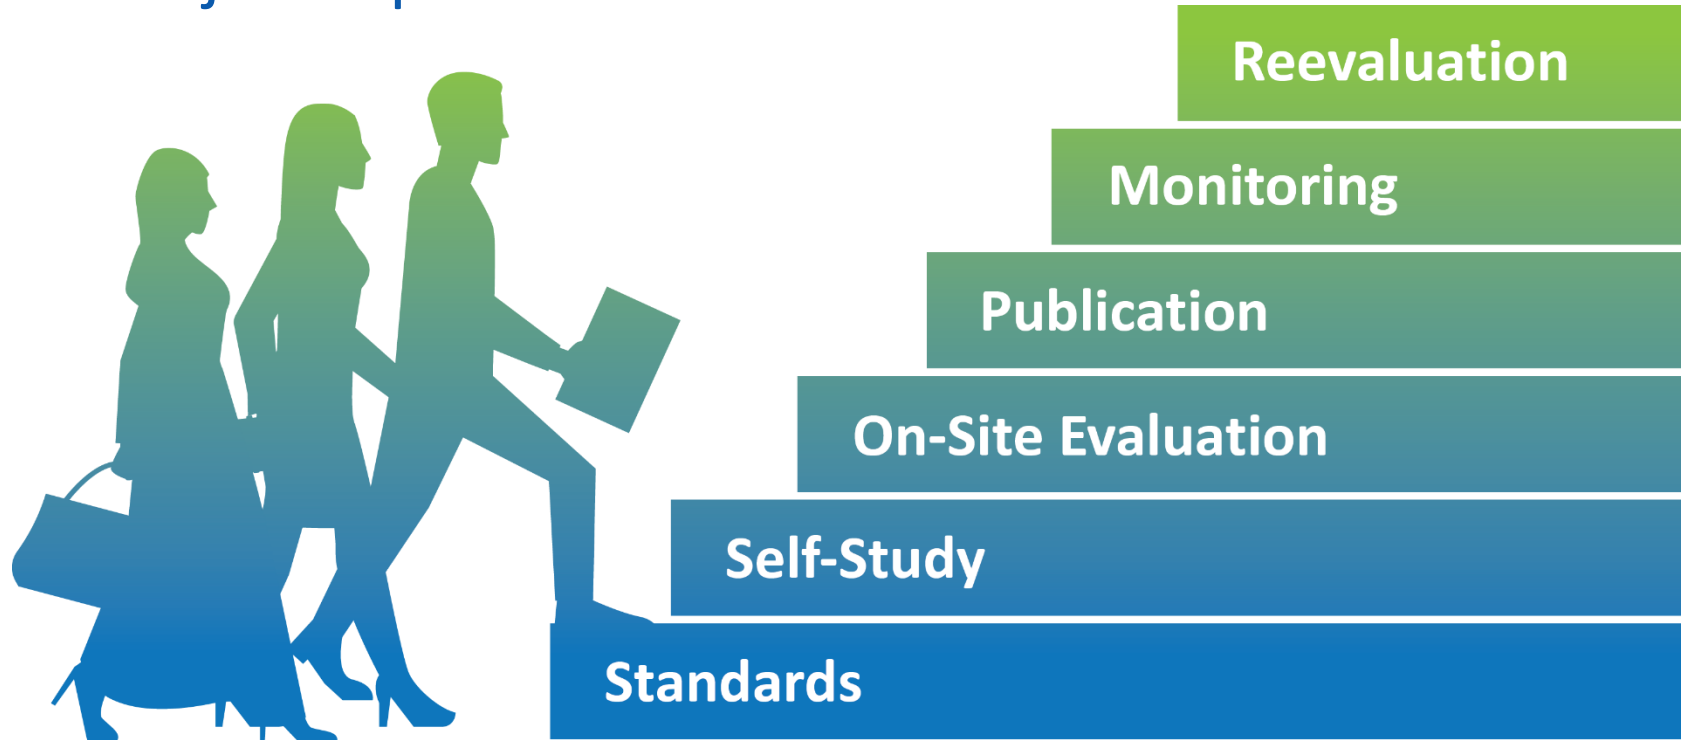 Reevaluation
Monitoring
Publication
On-Site Evaluation
Self-Study
Standards